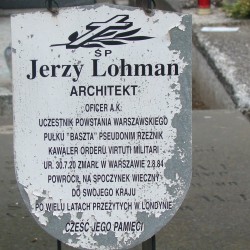 ŚP
Jerzy Lohman
ARCHITEKT
OFICER A.K.
UCZESTNIK POWSTANIA WARSZAWSKIEGO
PUŁKU "BASZTA" PSEUDONIM RZEŹNIK
KAWALER ORDERU VIRTUTI MILITARI
UR. 30.7.20 ZMARŁ W WARSZAWIE 2.8.84
POWRÓCIŁ NA SPOCZYNEK WIECZNY
DO SWOJEGO KRAJU
PO WIELU LATACH PRZEŻYTYCH W LONDYNIE
CZEŚĆ JEGO PAMIĘCI